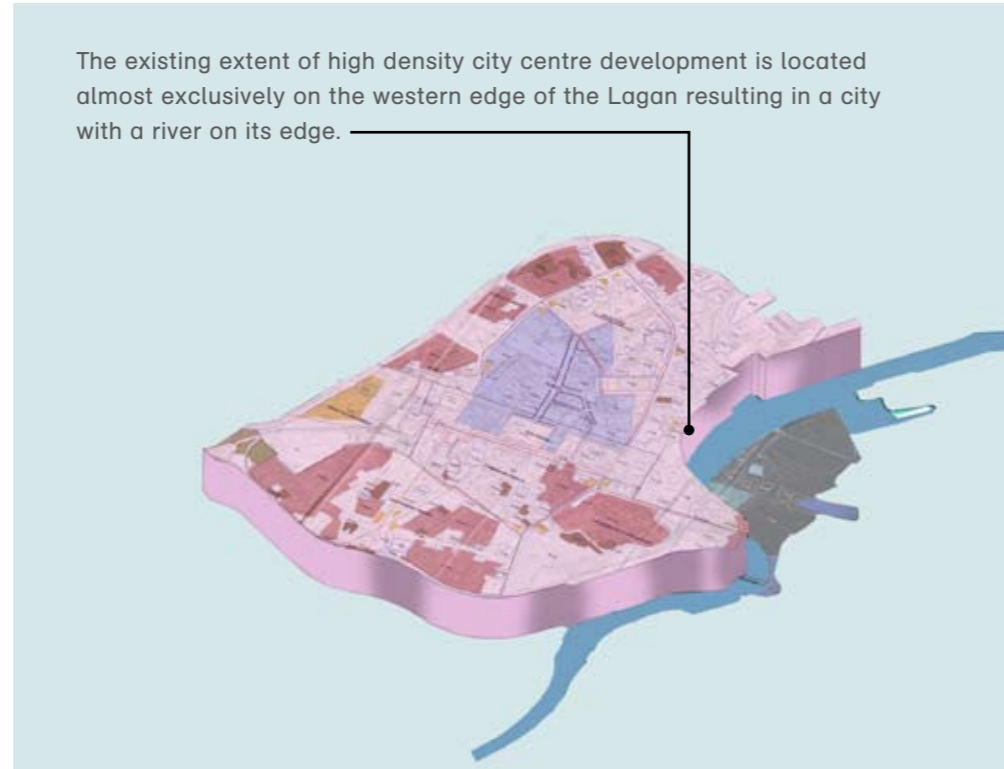 The existing extent of high density city centre development is located
almost exclusively on the western edge of the Lagan resulting in a city
with a river on its edge.